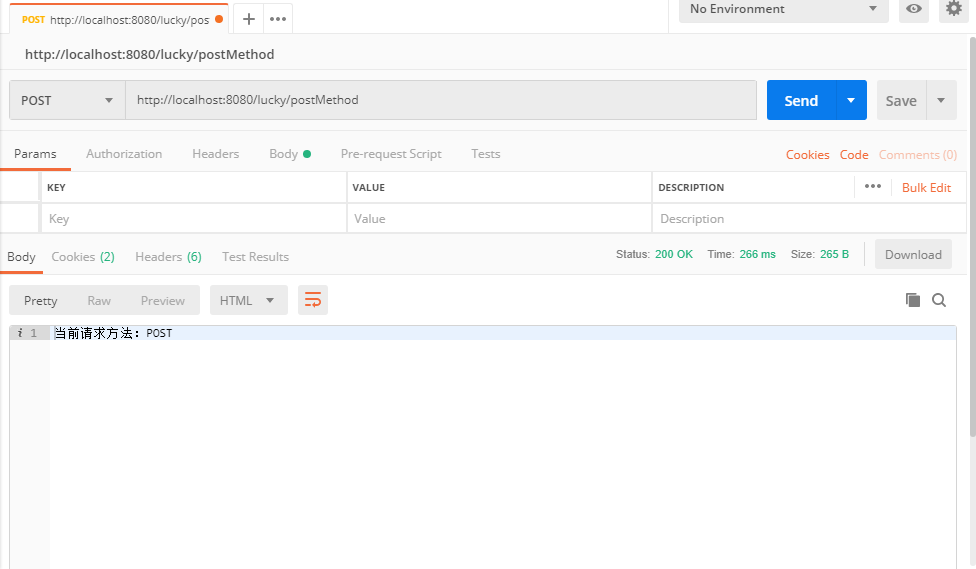 POST http://localhost:8080/lucky/pos
No Environment
http://localhost:8080/lucky/postMethod
POST http://localhost:8080/lucky/postMethod Send Save
Params Authorization Headers Body Pre-request Script Tests Cookies Code Comments (0)
KEY VALUE DESCRIPTION Bulk Edit
Key Value Description
Body Cookies (2) Headers (6) Test Results Status: 200 OK Time: 266 ms Size: 265 B Download
Pretty Raw Preview HTML
i 1 当前请求方法：POST